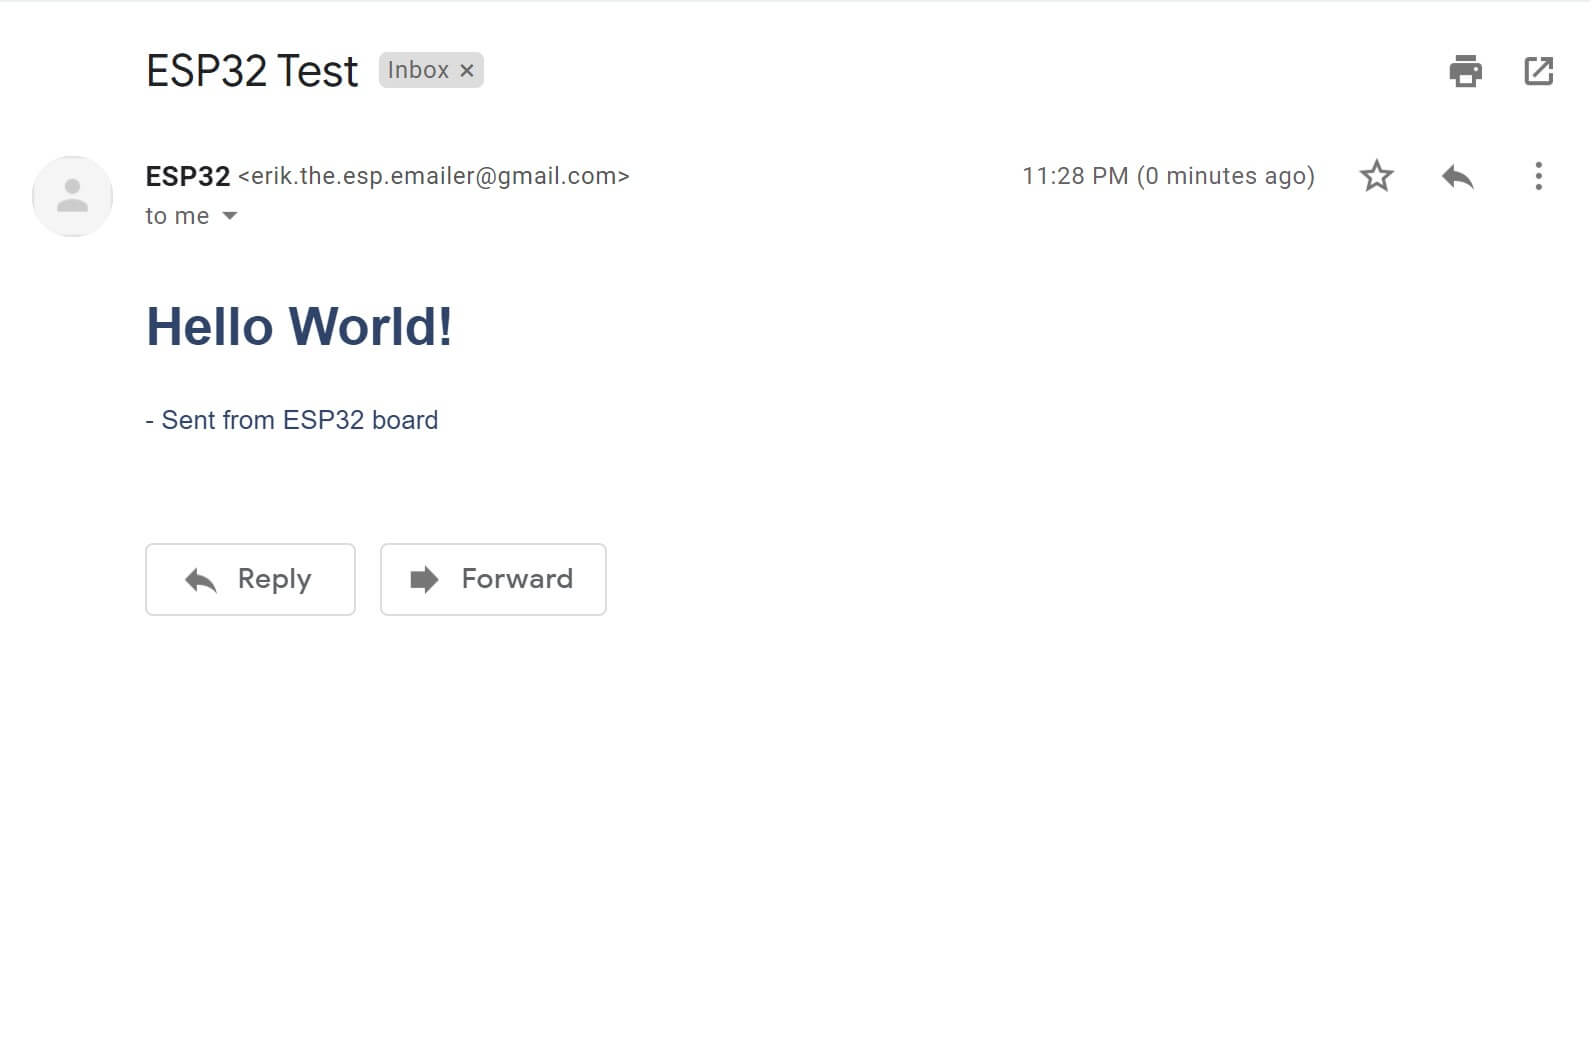 ESP32 Test Inbox ×
ESP32 <erik.the.esp.emailer@gmail.com> 11:28 PM (0 minutes ago)
to me
Hello World!
- Sent from ESP32 board
Reply Forward